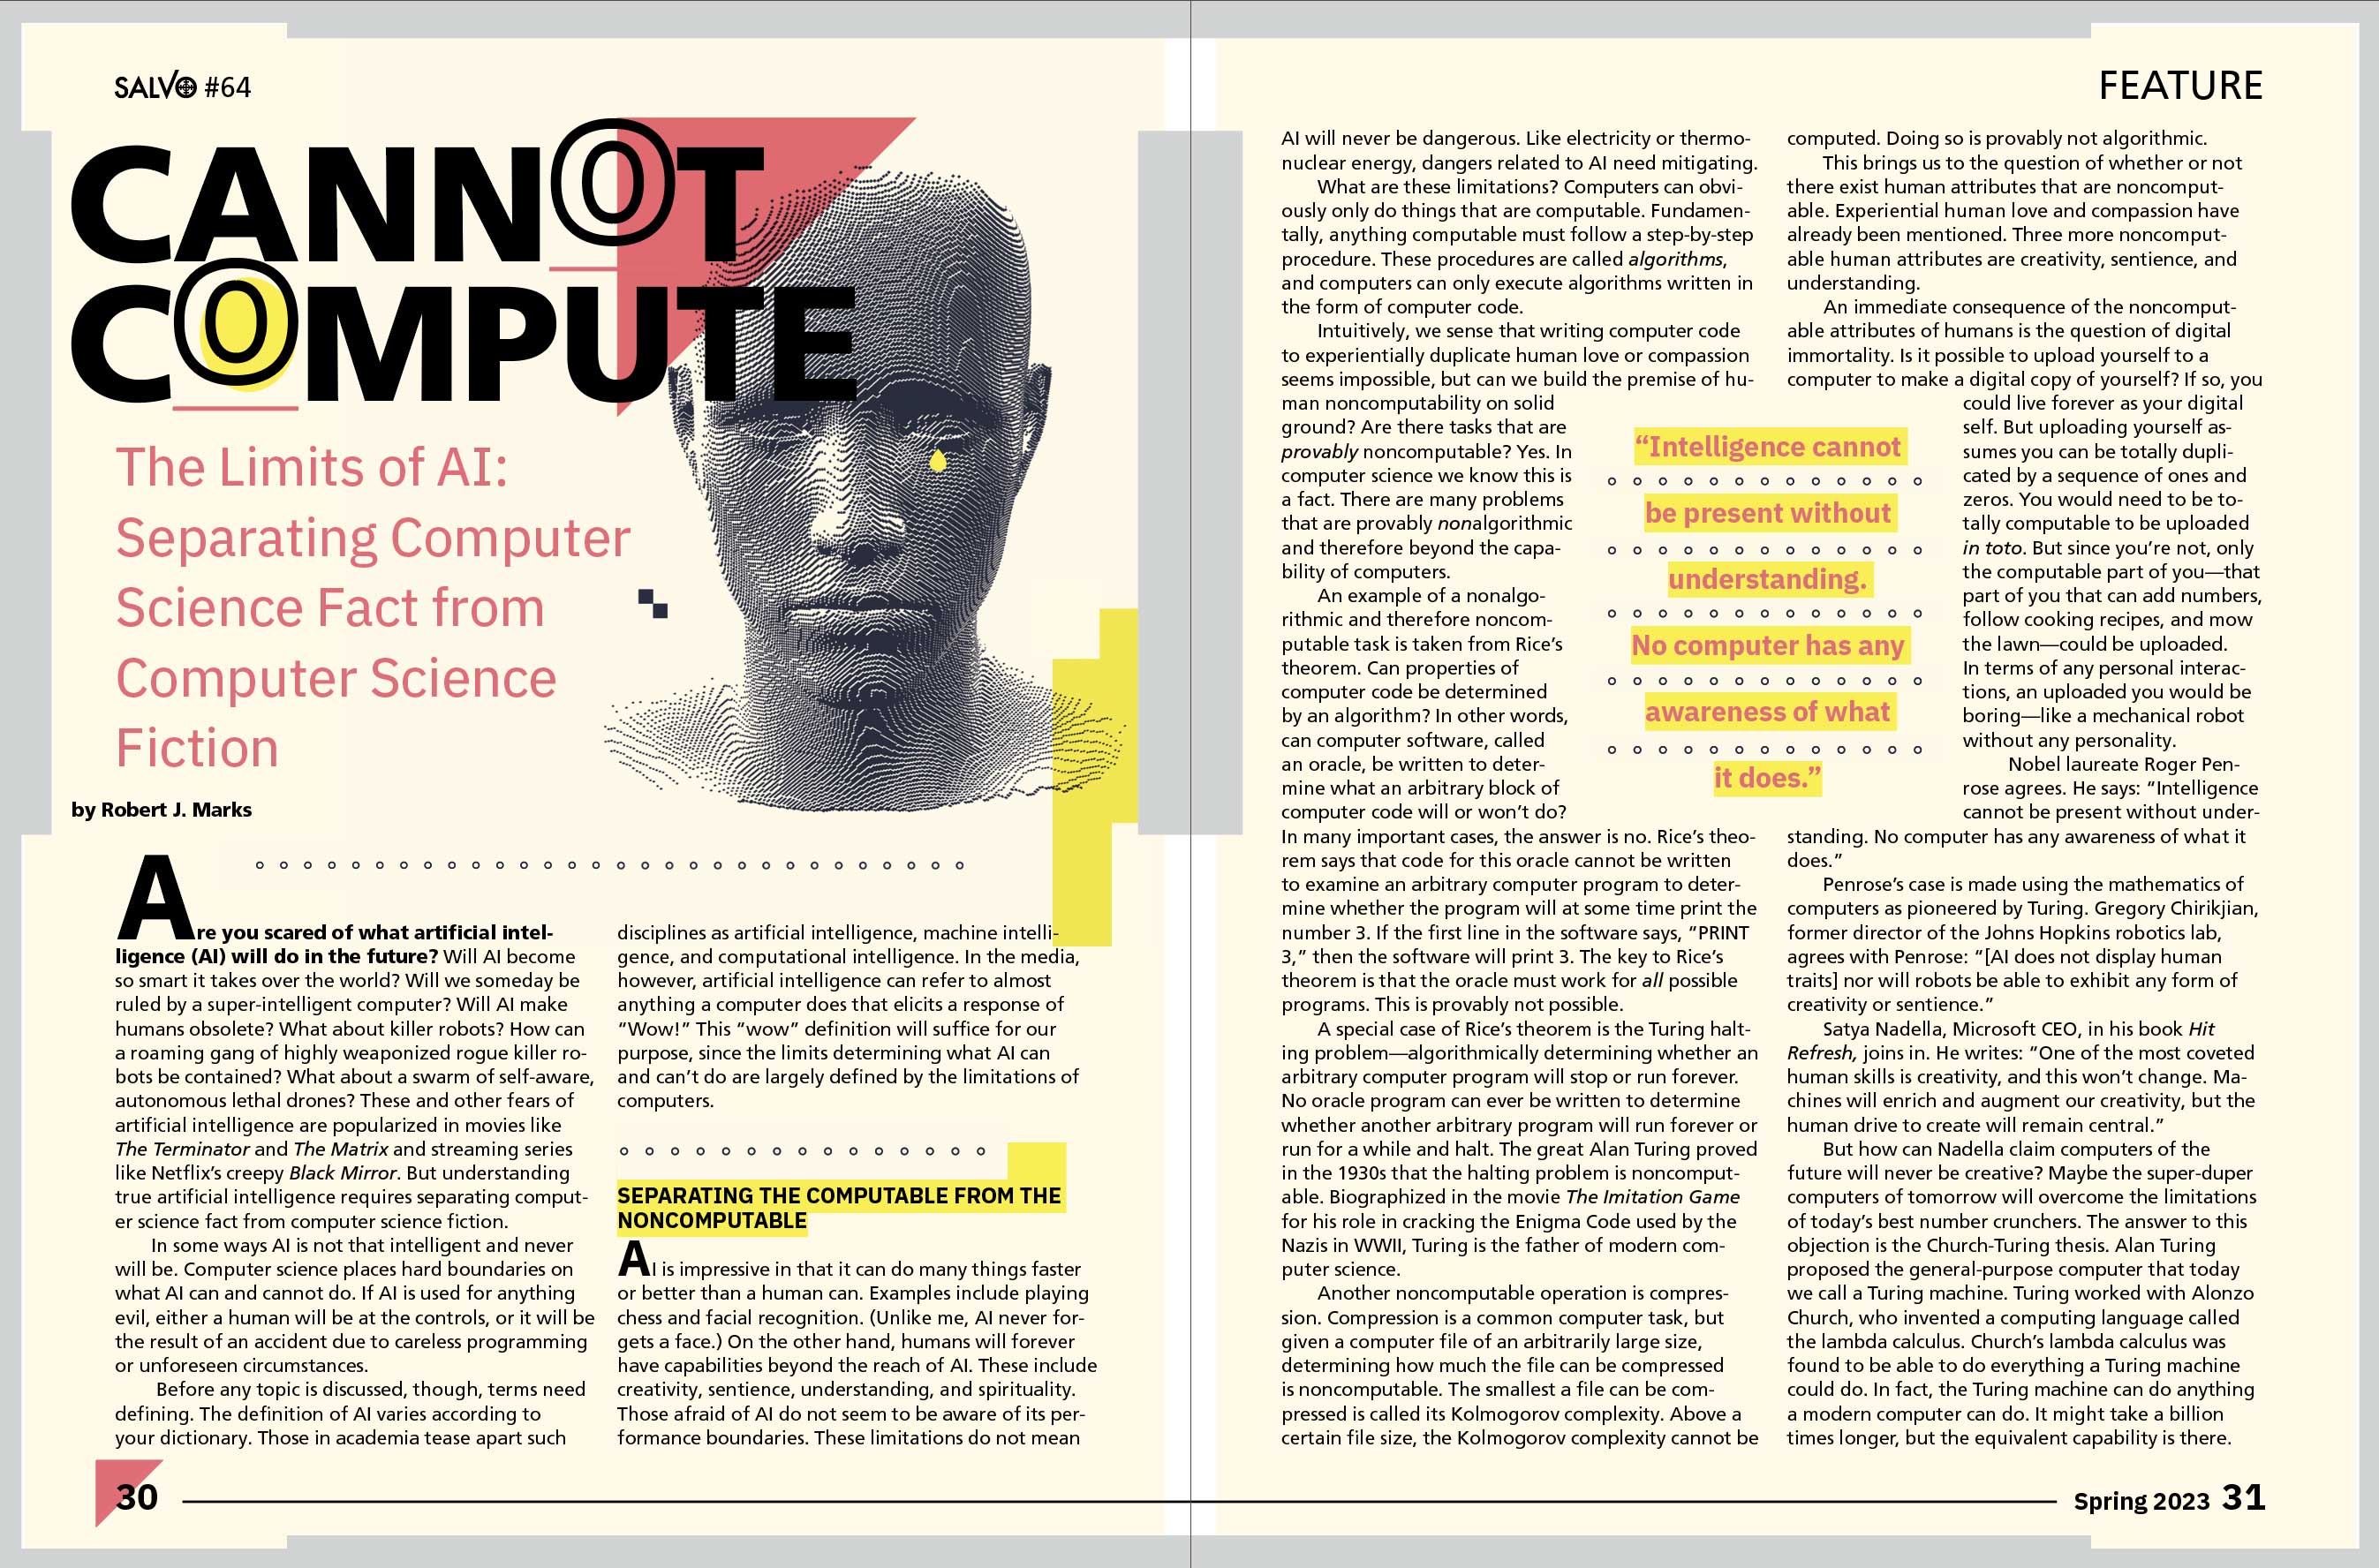 SALVO #64
CANNOT
COMPUTE
The Limits of AI:
Separating Computer
Science Fact from
Computer Science
Fiction
by Robert J. Marks
Are you scared of what artificial intel-
ligence (AI) will do in the future? Will AI become
so smart it takes over the world? Will we someday be
ruled by a super-intelligent computer? Will AI make
humans obsolete? What about killer robots? How can
a roaming gang of highly weaponized rogue killer ro-
bots be contained? What about a swarm of self-aware,
autonomous lethal drones? These and other fears of
artificial intelligence are popularized in movies like
The Terminator and The Matrix and streaming series
like Netflix's creepy Black Mirror. But understanding
true artificial intelligence requires separating comput-
er science fact from computer science fiction.
In some ways AI is not that intelligent and never
will be. Computer science places hard boundaries on
what AI can and cannot do. If AI is used for anything
evil, either a human will be at the controls, or it will be
the result of an accident due to careless programming
or unforeseen circumstances.
Before any topic is discussed, though, terms need
defining. The definition of AI varies according to
your dictionary. Those in academia tease apart such
disciplines as artificial intelligence, machine intelli-
gence, and computational intelligence. In the media,
however, artificial intelligence can refer to almost
anything a computer does that elicits a response of
“Wow!” This “wow” definition will suffice for our
purpose, since the limits determining what AI can
and can't do are largely defined by the limitations of
computers.
SEPARATING THE COMPUTABLE FROM THE
NONCOMPUTABLE
AI is impressive in that it can do many things faster
or better than a human can. Examples include playing
chess and facial recognition. (Unlike me, AI never for-
gets a face.) On the other hand, humans will forever
have capabilities beyond the reach of AI. These include
creativity, sentience, understanding, and spirituality.
Those afraid of AI do not seem to be aware of its per-
formance boundaries. These limitations do not mean
30
FEATURE
AI will never be dangerous. Like electricity or thermo-
nuclear energy, dangers related to AI need mitigating.
What are these limitations? Computers can obvi-
ously only do things that are computable. Fundamen-
tally, anything computable must follow a step-by-step
procedure. These procedures are called algorithms,
and computers can only execute algorithms written in
the form of computer code.
Intuitively, we sense that writing computer code
to experientially duplicate human love or compassion
seems impossible, but can we build the premise of hu-
man noncomputability on solid
ground? Are there tasks that are
provably noncomputable? Yes. In
computer science we know this is
a fact. There are many problems
that are provably nonalgorithmic
and therefore beyond the capa-
bility of computers.
An example of a nonalgo-
rithmic and therefore noncom-
putable task is taken from Rice's
theorem. Can properties of
computer code be determined
by an algorithm? In other words,
can computer software, called
an oracle, be written to deter-
mine what an arbitrary block of
computer code will or won't do?
In many important cases, the answer is no. Rice's theo-
rem says that code for this oracle cannot be written
to examine an arbitrary computer program to deter-
mine whether the program will at some time print the
number 3. If the first line in the software says, “PRINT
3,” then the software will print 3. The key to Rice's
theorem is that the oracle must work for all possible
programs. This is provably not possible.
A special case of Rice's theorem is the Turing halt-
ing problem—algorithmically determining whether an
arbitrary computer program will stop or run forever.
No oracle program can ever be written to determine
whether another arbitrary program will run forever or
run for a while and halt. The great Alan Turing proved
in the 1930s that the halting problem is noncomput-
able. Biographized in the movie The Imitation Game
for his role in cracking the Enigma Code used by the
Nazis in WWII, Turing is the father of modern com-
puter science.
Another noncomputable operation is compres-
sion. Compression is a common computer task, but
given a computer file of an arbitrarily large size,
determining how much the file can be compressed
is noncomputable. The smallest a file can be com-
pressed is called its Kolmogorov complexity. Above a
certain file size, the Kolmogorov complexity cannot be
“Intelligence cannot
be present without
understanding.
No computer has any
awareness of what
it does.”
computed. Doing so is provably not algorithmic.
This brings us to the question of whether or not
there exist human attributes that are noncomput-
able. Experiential human love and compassion have
already been mentioned. Three more noncomput-
able human attributes are creativity, sentience, and
understanding.
An immediate consequence of the noncomput-
able attributes of humans is the question of digital
immortality. Is it possible to upload yourself to a
computer to make a digital copy of yourself? If so, you
could live forever as your digital
self. But uploading yourself as-
sumes you can be totally dupli-
cated by a sequence of ones and
zeros. You would need to be to-
tally computable to be uploaded
in toto. But since you're not, only
the computable part of you—that
part of you that can add numbers,
follow cooking recipes, and mow
the lawn—could be uploaded.
In terms of any personal interac-
tions, an uploaded you would be
boring—like a mechanical robot
without any personality.
Nobel laureate Roger Pen-
rose agrees. He says: “Intelligence
cannot be present without under-
standing. No computer has any awareness of what it
does.”
Penrose's case is made using the mathematics of
computers as pioneered by Turing. Gregory Chirikjian,
former director of the Johns Hopkins robotics lab,
agrees with Penrose: “[AI does not display human
traits] nor will robots be able to exhibit any form of
creativity or sentience.”
Satya Nadella, Microsoft CEO, in his book Hit
Refresh, joins in. He writes: “One of the most coveted
human skills is creativity, and this won't change. Ma-
chines will enrich and augment our creativity, but the
human drive to create will remain central.”
But how can Nadella claim computers of the
future will never be creative? Maybe the super-duper
computers of tomorrow will overcome the limitations
of today's best number crunchers. The answer to this
objection is the Church-Turing thesis. Alan Turing
proposed the general-purpose computer that today
we call a Turing machine. Turing worked with Alonzo
Church, who invented a computing language called
the lambda calculus. Church's lambda calculus was
found to be able to do everything a Turing machine
could do. In fact, the Turing machine can do anything
a modern computer can do. It might take a billion
times longer, but the equivalent capability is there.
Spring 2023 31